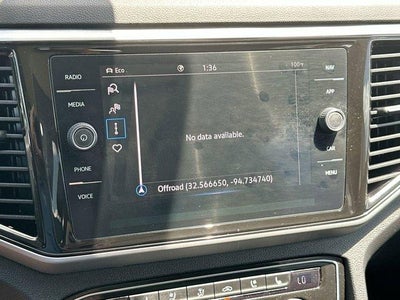 RADIO
MEDIA
PHONE
VOICE
Eco
1:36
100°F
No data available.
Offroad (32.566650, -94.734740)
NAV
APP
CAR
MENU
LO